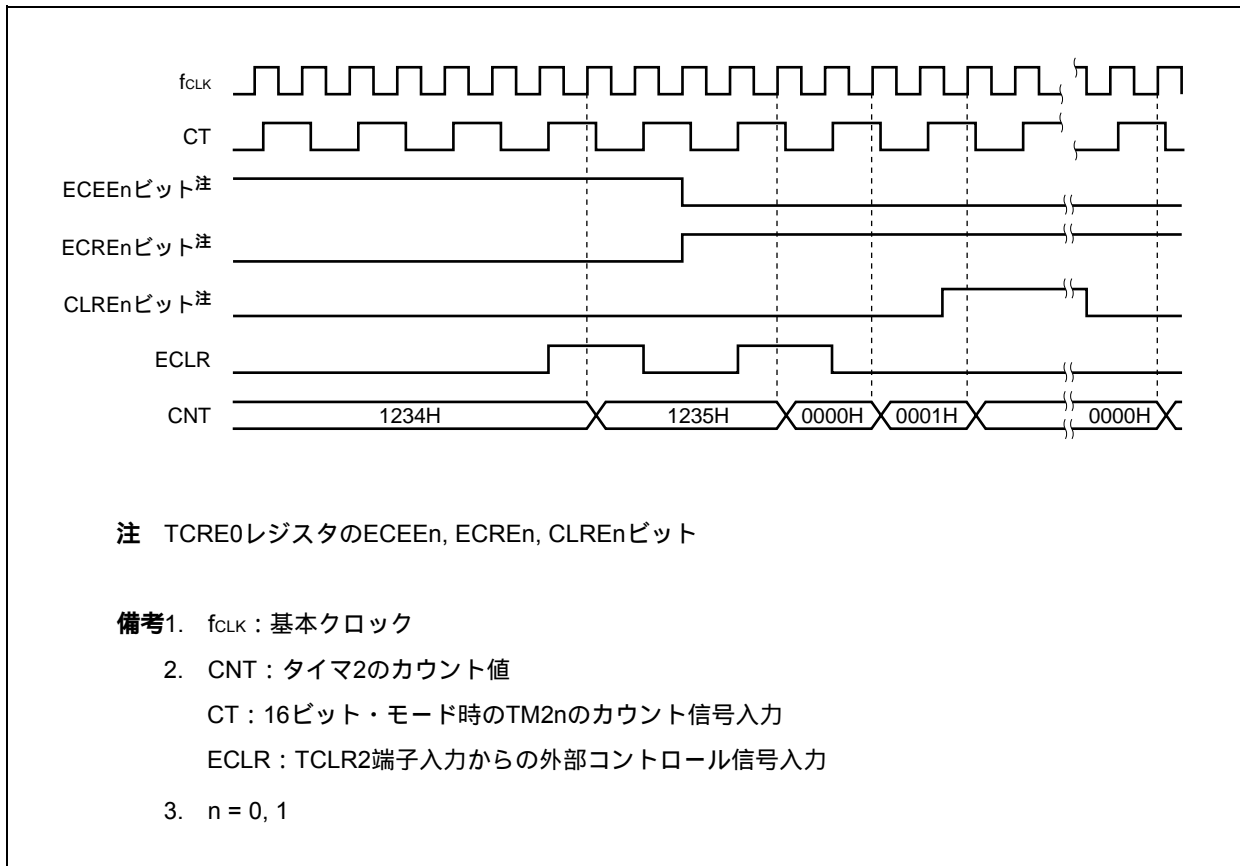 fCLK
CT
ECEEnビット注
ECREnビット注
CLREnビット注
ECLR
CNT 1234H 1235H 0000H 0001H 0000H
注 TCRE0レジスタのECEEn, ECREn, CLREnビット
備考1. fCLK：基本クロック
2. CNT：タイマ2のカウント値
CT：16ビット・モード時のTM2nのカウント信号入力
ECLR：TCLR2端子入力からの外部コントロール信号入力
3. n = 0, 1